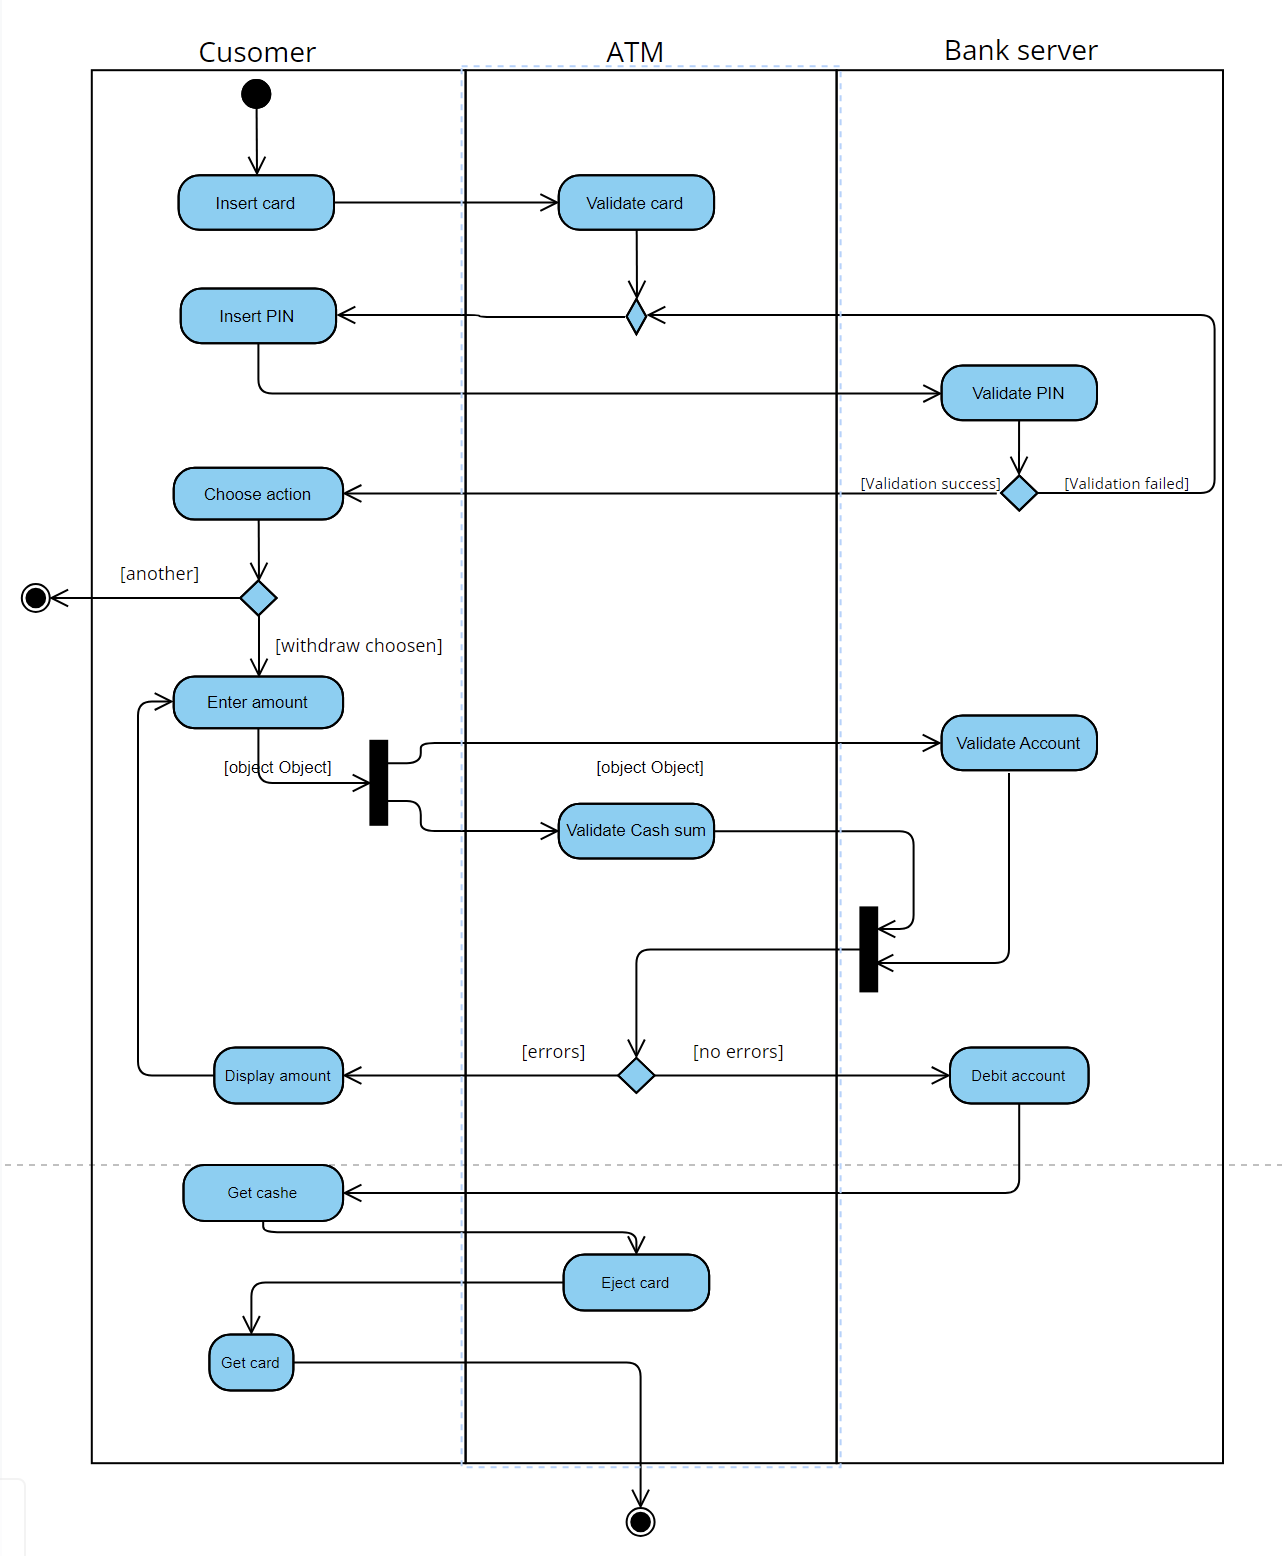 Cusomer
ATM
Bank server
Insert card
Validate card
Insert PIN
Validate PIN
[Validation success]
[Validation failed]
Choose action
[another]
[withdraw choosen]
Enter amount
Validate Account
[object Object]
[object Object]
Validate Cash sum
[errors]
[no errors]
Display amount
Debit account
Get cashe
Eject card
Get card